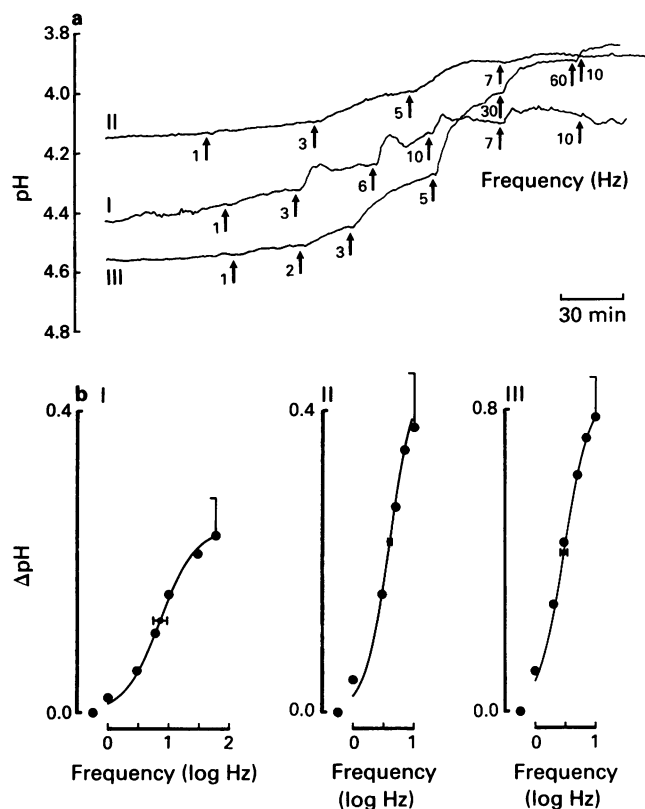 a
3.8
4.0
4.2
4.4
4.6
4.8
pH
II
I
III
1
3
5
7
60
10
30
1
3
6
10
7
10
1
2
3
5
Frequency (Hz)
30 min
b I
II
III
0.4
0.0
0.4
0.0
0.8
0.0
ΔpH
0 1 2
0 1
0 1
Frequency (log Hz)
Frequency
(log Hz)
Frequency
(log Hz)